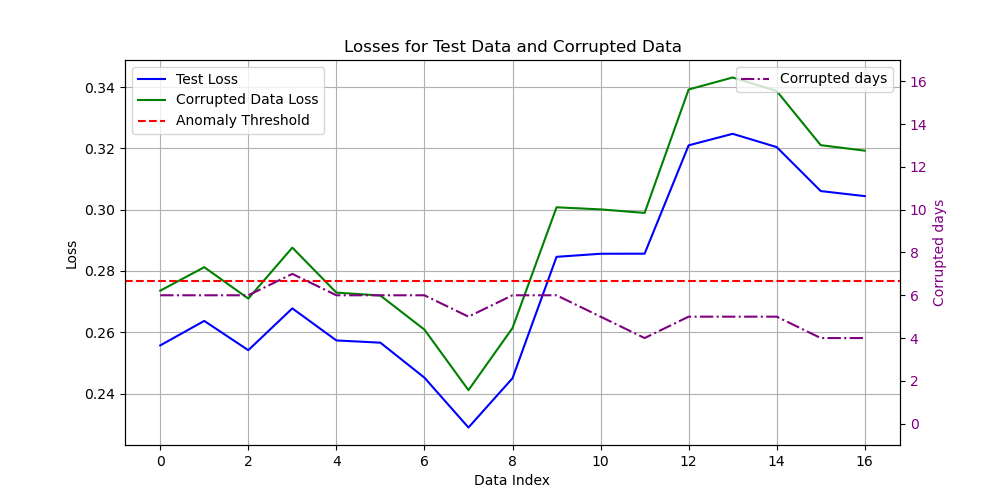 Losses for Test Data and Corrupted Data
Test Loss
Corrupted Data Loss
Anomaly Threshold
Corrupted days
0.34
0.32
0.30
0.28
0.26
0.24
Loss
16
14
12
10
8
6
4
2
0
Corrupted days
0 2 4 6 8 10 12 14 16
Data Index